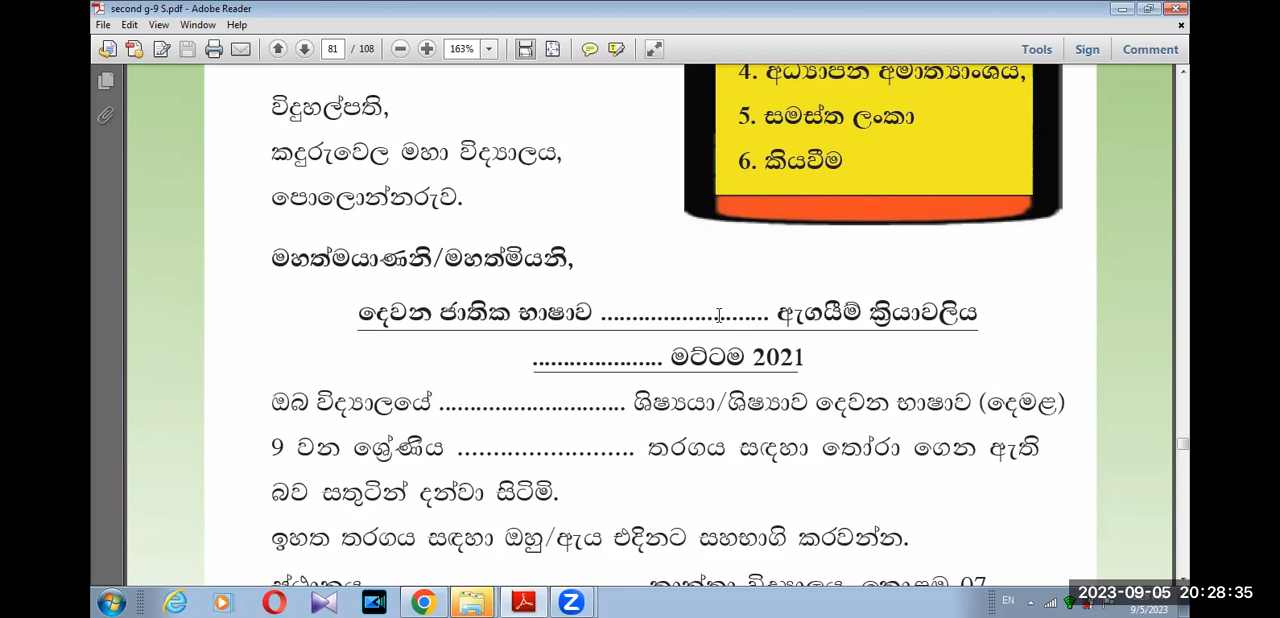 second g-9 S.pdf - Adobe Reader
File Edit View Window Help
81 / 108 163% Tools Sign Comment
4. අධ්‍යාපන අමාත්‍යාංශය,
විදුහල්පති,
5. සමස්ත ලංකා
කදුරුවෙල මහා විද්‍යාලය,
6. කියවීම
පොලොන්නරුව.
මහත්මයාණනි/මහත්මියනි,
දෙවන ජාතික භාෂාව ........................... ඇගයීම් ක්‍රියාවලිය
..................... මට්ටම 2021
ඔබ විද්‍යාලයේ .............................. ශිෂ්‍යයා/ශිෂ්‍යාව දෙවන භාෂාව (දෙමළ)
9 වන ශ්‍රේණීය ......................... තරගය සඳහා තෝරා ගෙන ඇති
බව සතුටින් දන්වා සිටිමි.
ඉහත තරගය සඳහා ඔහු/ඇය එදිනට සහභාගි කරවන්න.
EN
2023-09-05 20:28:35
9/5/2023